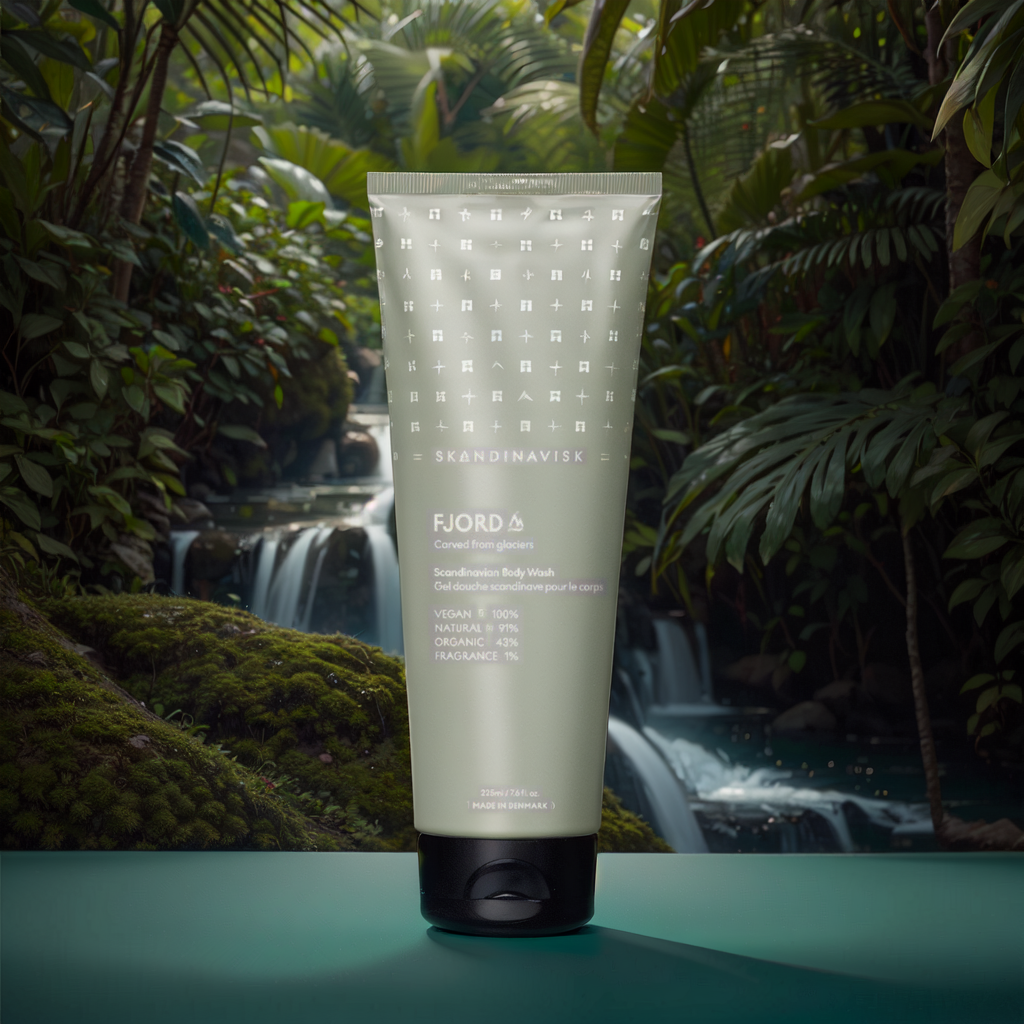 SKANDINAVISK
FJORD
Carved from glaciers
Scandinavian Body Wash
Gel douche scandinave pour le corps
VEGAN 100%
NATURAL 91%
ORGANIC 43%
FRAGRANCE 1%
225ml / 7.6 fl. oz.
MADE IN DENMARK